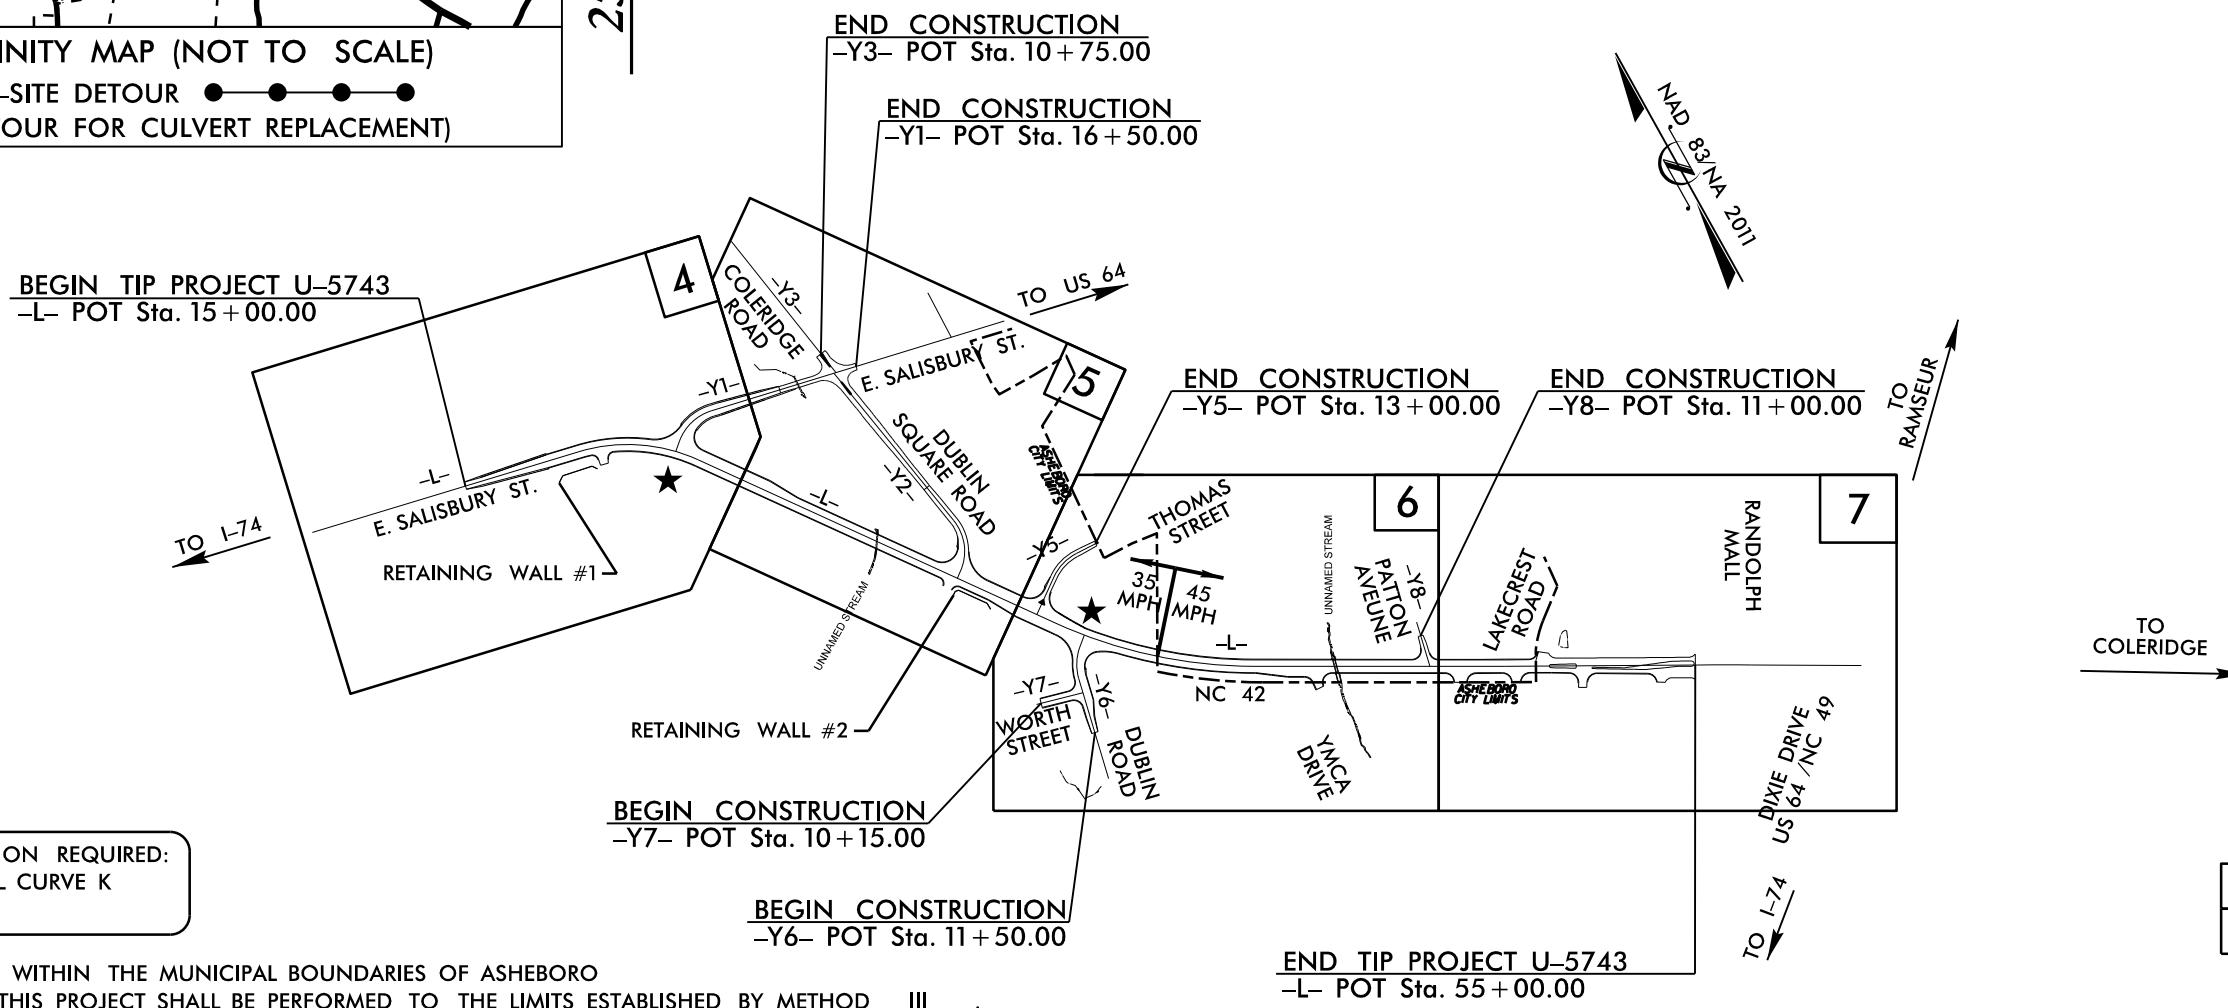 INITY MAP (NOT TO SCALE)
–SITE DETOUR
OUR FOR CULVERT REPLACEMENT)
END CONSTRUCTION
–Y3– POT Sta. 10+75.00
END CONSTRUCTION
–Y1– POT Sta. 16+50.00
NAD 83/NA 2011
BEGIN TIP PROJECT U–5743
–L– POT Sta. 15+00.00
4
COLERIDGE
ROAD
–Y3–
TO US 64
E. SALISBURY ST.
5
–Y1–
END CONSTRUCTION
–Y5– POT Sta. 13+00.00
END CONSTRUCTION
–Y8– POT Sta. 11+00.00
TO
RAMSEUR
–L–
E. SALISBURY ST.
TO I–74
RETAINING WALL #1
–L–
–Y2–
DUBLIN
SQUARE ROAD
ASHEBORO
CITY LIMITS
–Y5–
THOMAS
STREET
35
MPH
45
MPH
6
7
UNNAMED STREAM
UNNAMED STREAM
PATTON
AVEUNE
–Y8–
LAKECREST
ROAD
RANDOLPH
MALL
–L–
NC 42
ASHEBORO
CITY LIMITS
TO
COLERIDGE
–Y7–
–Y6–
WORTH
STREET
DUBLIN
ROAD
YMCA
DRIVE
RETAINING WALL #2
DIXIE DRIVE
US 64 /NC 49
TO I–74
BEGIN CONSTRUCTION
–Y7– POT Sta. 10+15.00
BEGIN CONSTRUCTION
–Y6– POT Sta. 11+50.00
END TIP PROJECT U–5743
–L– POT Sta. 55+00.00
ON REQUIRED:
CURVE K
WITHIN THE MUNICIPAL BOUNDARIES OF ASHEBORO
THIS PROJECT SHALL BE PERFORMED TO THE LIMITS ESTABLISHED BY METHOD III .